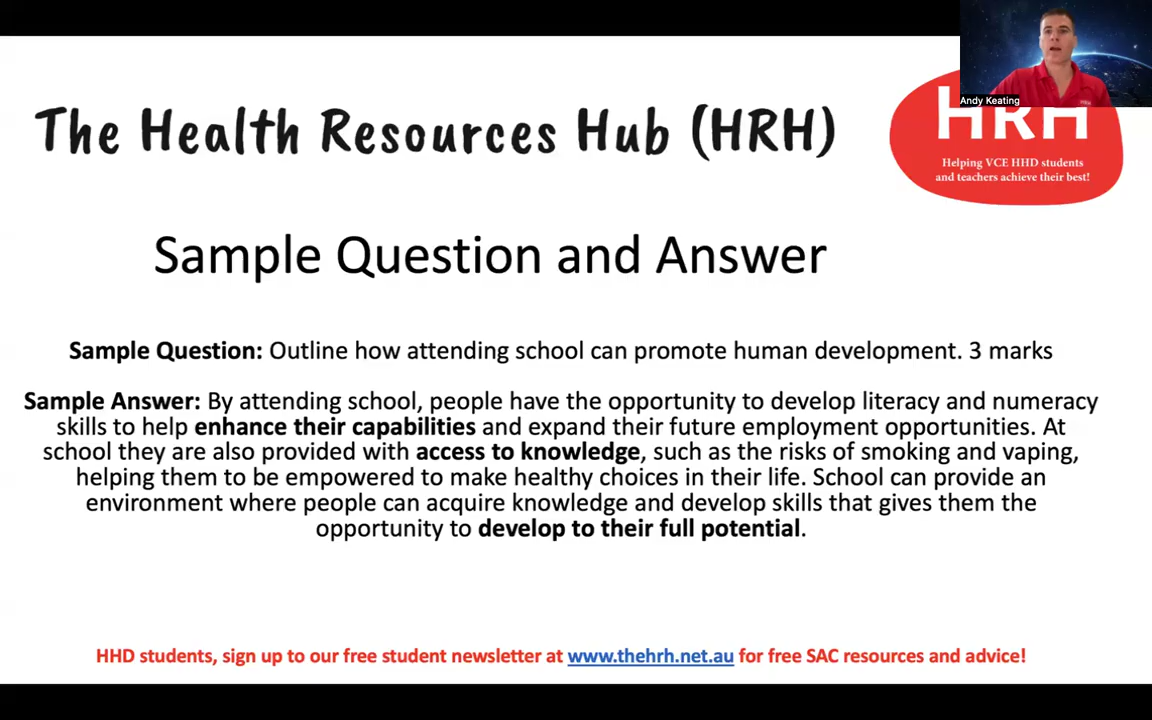 Andy Keating
The Health Resources Hub (HRH)
HRH
Helping VCE HHD students
and teachers achieve their best!
Sample Question and Answer
Sample Question: Outline how attending school can promote human development. 3 marks
Sample Answer: By attending school, people have the opportunity to develop literacy and numeracy
skills to help enhance their capabilities and expand their future employment opportunities. At
school they are also provided with access to knowledge, such as the risks of smoking and vaping,
helping them to be empowered to make healthy choices in their life. School can provide an
environment where people can acquire knowledge and develop skills that gives them the
opportunity to develop to their full potential.
HHD students, sign up to our free student newsletter at www.thehrh.net.au for free SAC resources and advice!